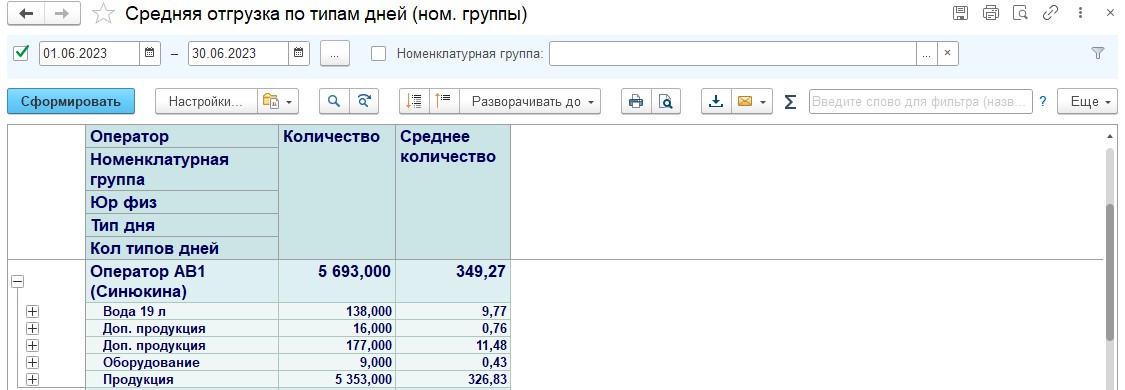 Средняя отгрузка по типам дней (ном. группы)
01.06.2023 – 30.06.2023 ... Номенклатурная группа: ... ×
Сформировать Настройки... Разворачивать до Σ Введите слово для фильтра (назв... ? Еще
Оператор Количество Среднее
количество
Номенклатурная
группа
Юр физ
Тип дня
Кол типов дней
Оператор АВ1 5 693,000 349,27
(Синюкина)
Вода 19 л 138,000 9,77
Доп. продукция 16,000 0,76
Доп. продукция 177,000 11,48
Оборудование 9,000 0,43
Продукция 5 353,000 326,83